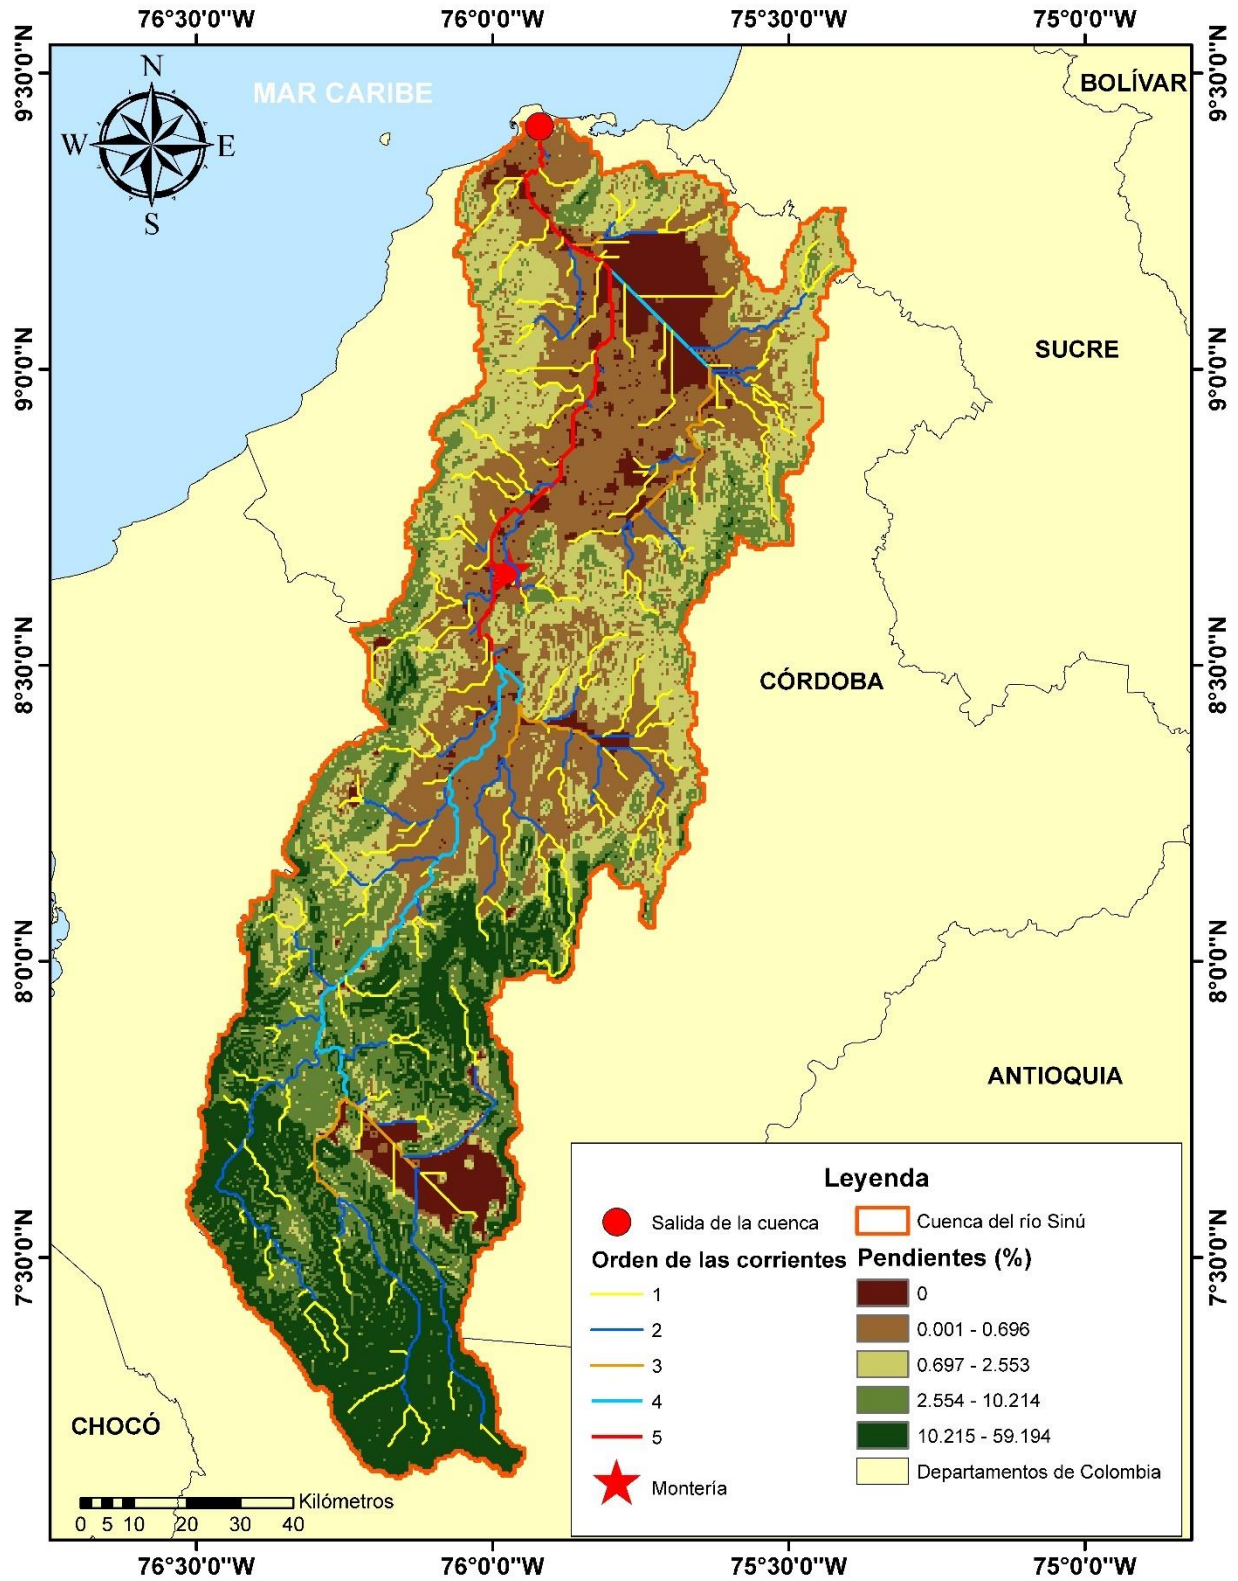 76°30'0"W 76°0'0"W 75°30'0"W 75°0'0"W
9°30'0"N
9°0'0"N
8°30'0"N
8°0'0"N
7°30'0"N
9°30'0"N
9°0'0"N
8°30'0"N
8°0'0"N
7°30'0"N
MAR CARIBE
N
W E
S
BOLÍVAR
SUCRE
CÓRDOBA
ANTIOQUIA
CHOCÓ
Leyenda
Salida de la cuenca
Cuenca del río Sinú
Orden de las corrientes
1
2
3
4
5
Montería
Pendientes (%)
0
0.001 - 0.696
0.697 - 2.553
2.554 - 10.214
10.215 - 59.194
Departamentos de Colombia
Kilómetros
0 5 10 20 30 40
76°30'0"W 76°0'0"W 75°30'0"W 75°0'0"W